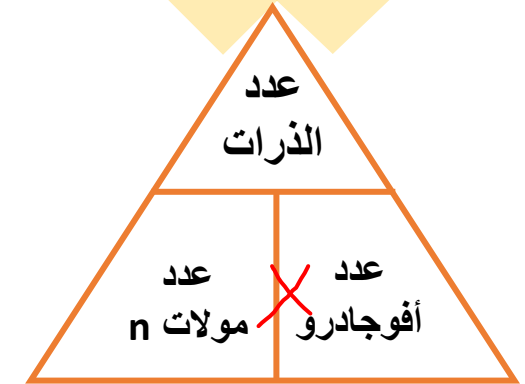 عدد
الذرات
عدد
أفوجادرو
عدد
مولات n